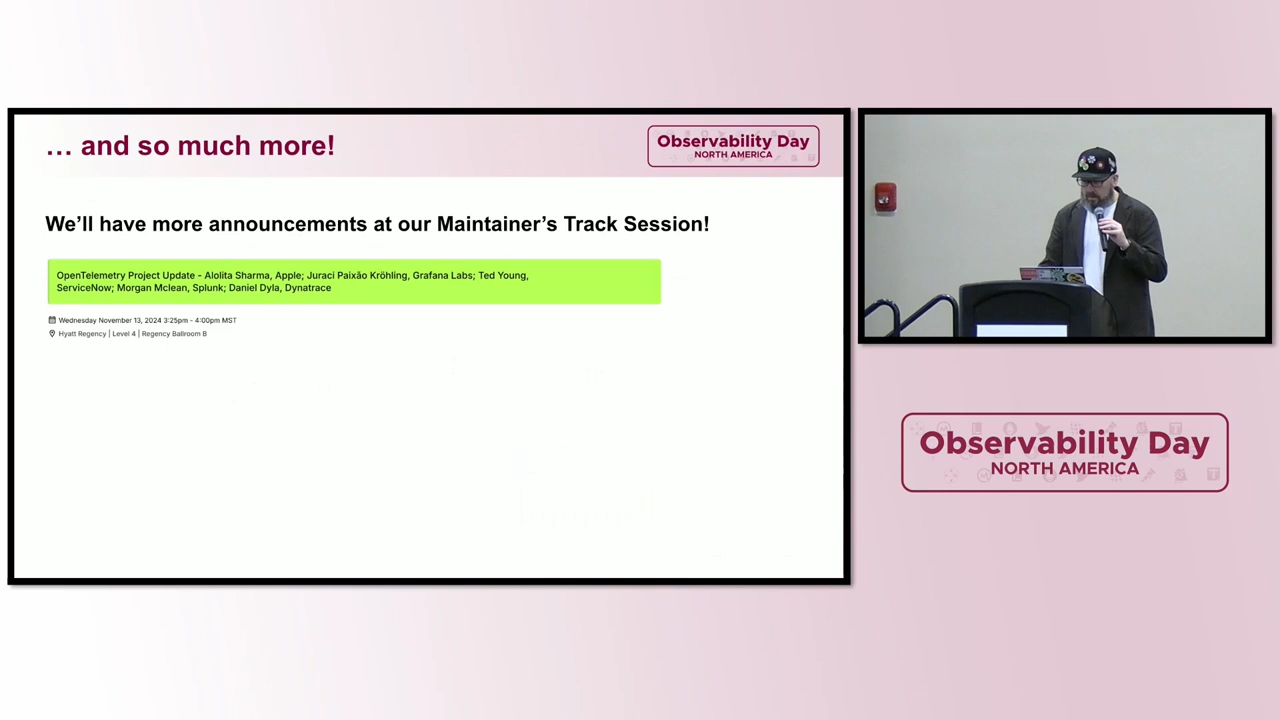 … and so much more!
Observability Day
NORTH AMERICA
We’ll have more announcements at our Maintainer’s Track Session!
OpenTelemetry Project Update - Alolita Sharma, Apple; Juraci Paixão Kröhling, Grafana Labs; Ted Young,
ServiceNow; Morgan Mclean, Splunk; Daniel Dyla, Dynatrace
Wednesday November 13, 2024 3:25pm - 4:00pm MST
Hyatt Regency | Level 4 | Regency Ballroom B
Observability Day
NORTH AMERICA